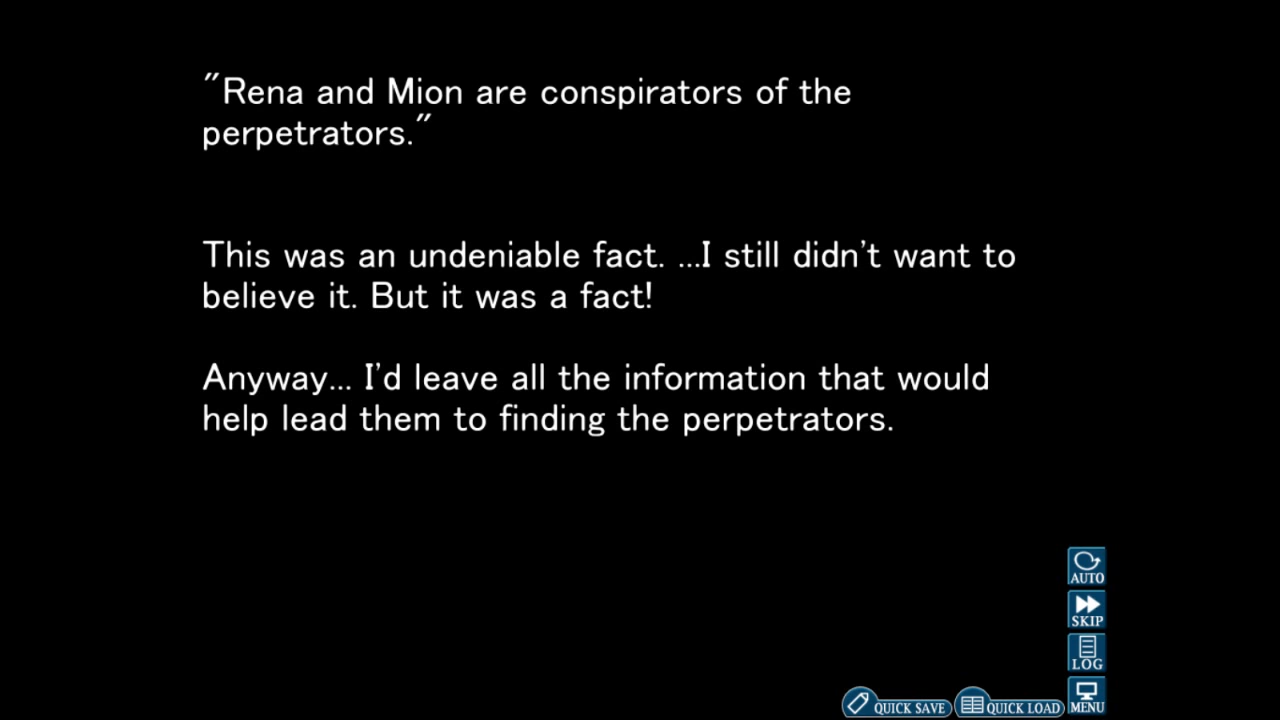 "Rena and Mion are conspirators of the
perpetrators."
This was an undeniable fact. ...I still didn't want to
believe it. But it was a fact!
Anyway... I'd leave all the information that would
help lead them to finding the perpetrators.
AUTO
SKIP
LOG
MENU
QUICK SAVE
QUICK LOAD